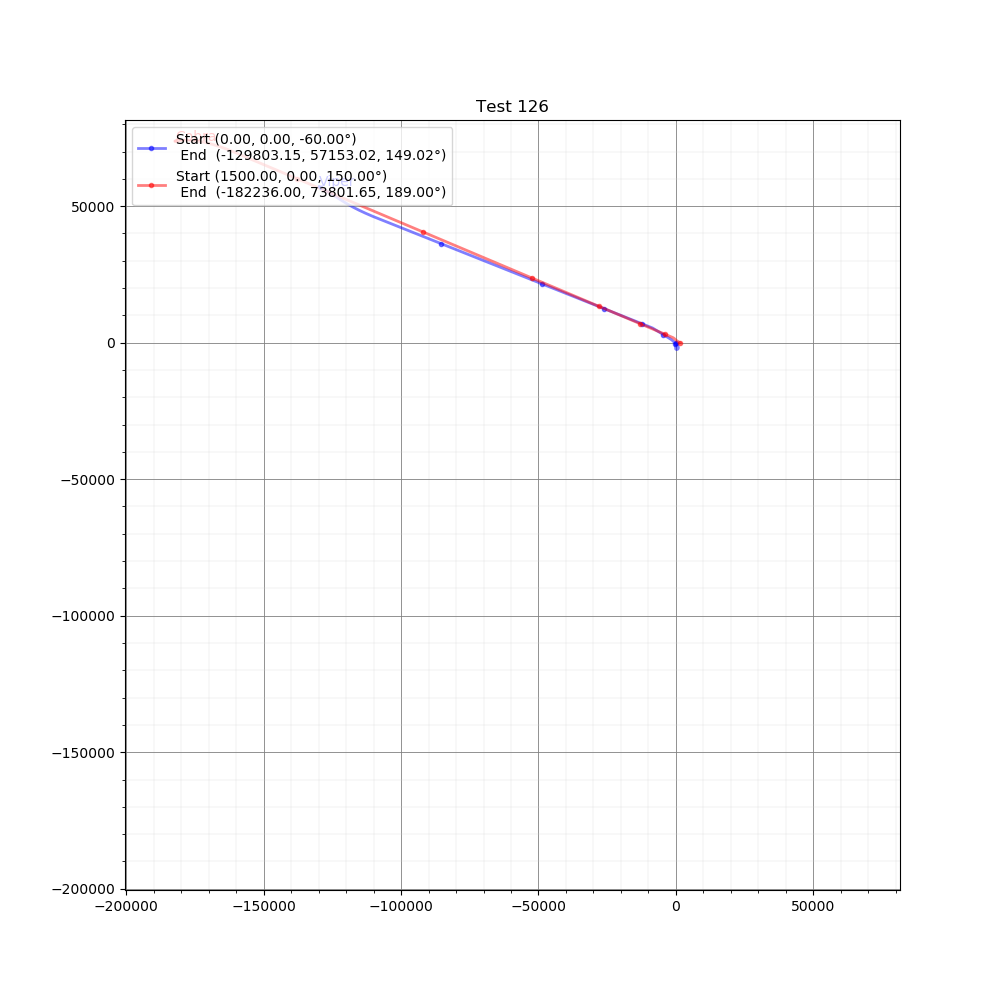 Test 126
Start (0.00, 0.00, -60.00°)
End (-129803.15, 57153.02, 149.02°)
Start (1500.00, 0.00, 150.00°)
End (-182236.00, 73801.65, 189.00°)
50000
0
−50000
−100000
−150000
−200000
−200000 −150000 −100000 −50000 0 50000